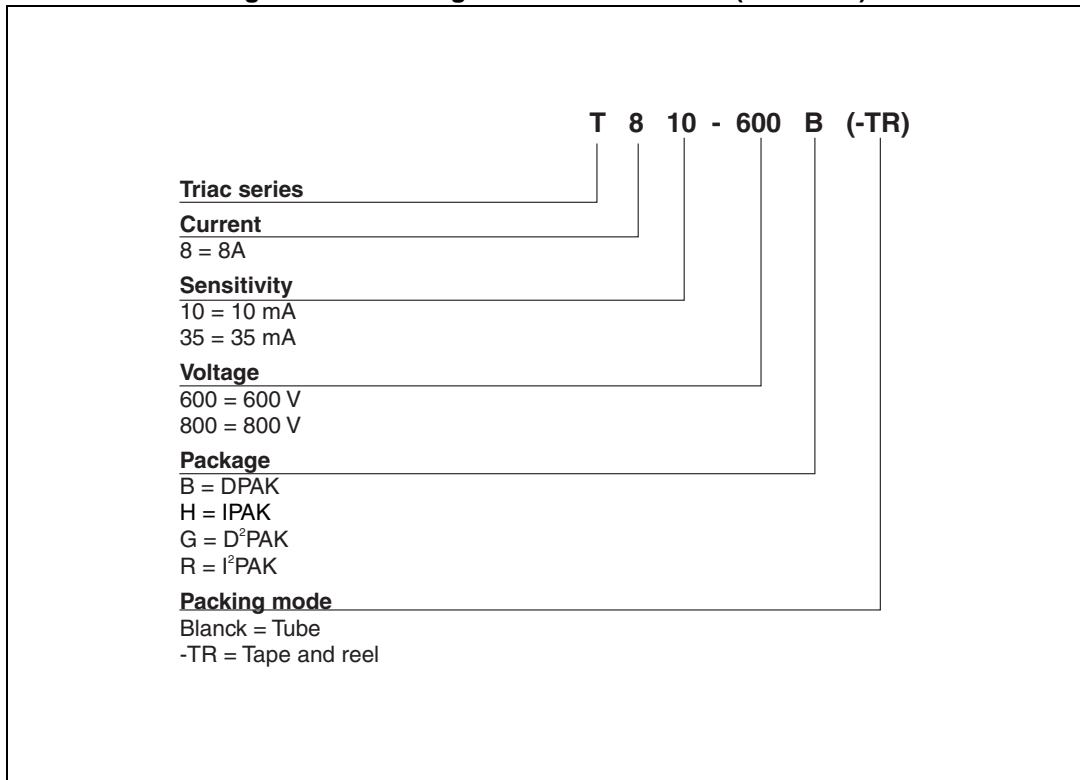 T 8 10 - 600 B (-TR)
Triac series
Current
8 = 8A
Sensitivity
10 = 10 mA
35 = 35 mA
Voltage
600 = 600 V
800 = 800 V
Package
B = DPAK
H = IPAK
G = D²PAK
R = I²PAK
Packing mode
Blanck = Tube
-TR = Tape and reel